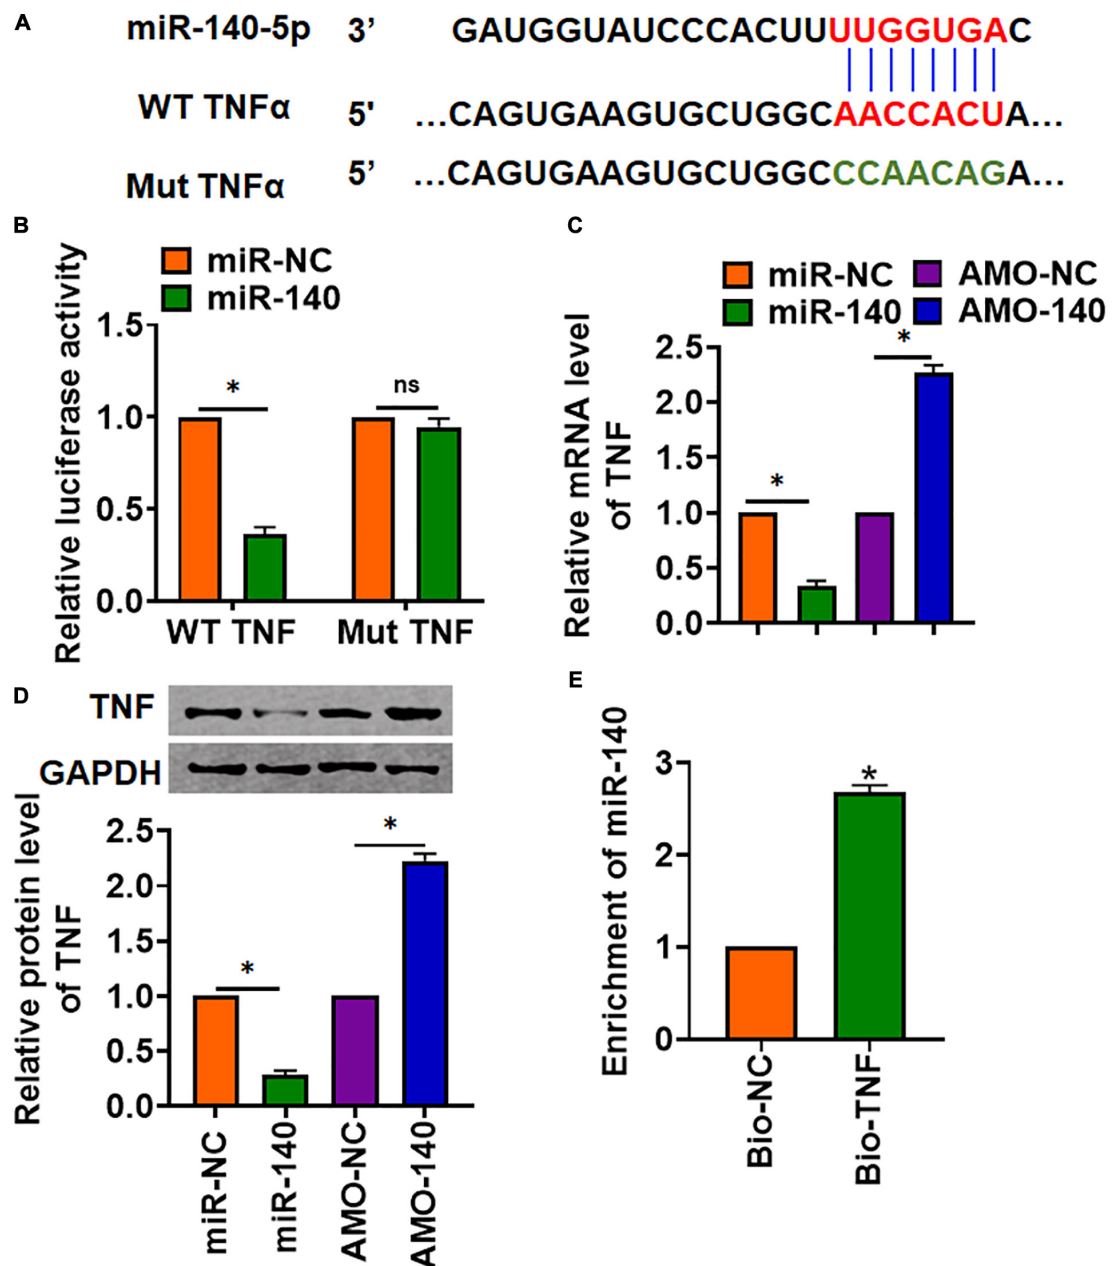 A
miR-140-5p 3’ GAUGGUAUCCCACUUUUGGUGAC
WT TNFα 5' ...CAGUGAAGUGCUGGCAACCACUA...
Mut TNFα 5’ ...CAGUGAAGUGCUGGCCCAACAGA...
B
miR-NC
miR-140
Relative luciferase activity
1.5
1.0
0.5
0.0
*
ns
WT TNF
Mut TNF
C
miR-NC
AMO-NC
miR-140
AMO-140
Relative mRNA level
of TNF
2.5
2.0
1.5
1.0
0.5
0.0
*
*
D
TNF
GAPDH
Relative protein level
of TNF
2.5
2.0
1.5
1.0
0.5
0.0
*
*
miR-NC
miR-140
AMO-NC
AMO-140
E
Enrichment of miR-140
3
2
1
0
*
Bio-NC
Bio-TNF